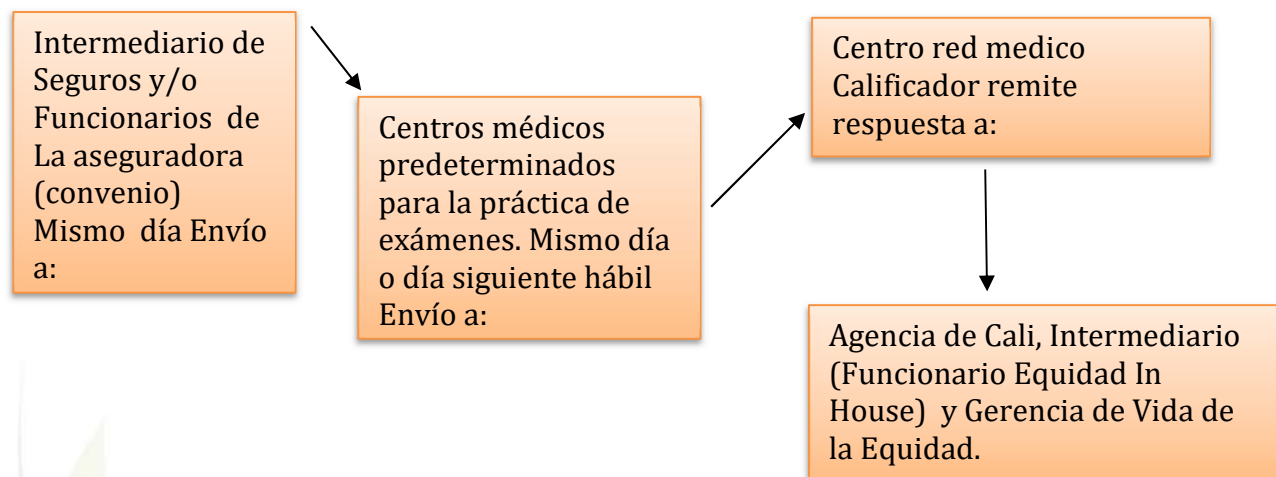 Intermediario de
Seguros y/o
Funcionarios de
La aseguradora
(convenio)
Mismo día Envío
a:
Centros médicos
predeterminados
para la práctica de
exámenes. Mismo día
o día siguiente hábil
Envío a:
Centro red medico
Calificador remite
respuesta a:
Agencia de Cali, Intermediario
(Funcionario Equidad In
House) y Gerencia de Vida de
la Equidad.